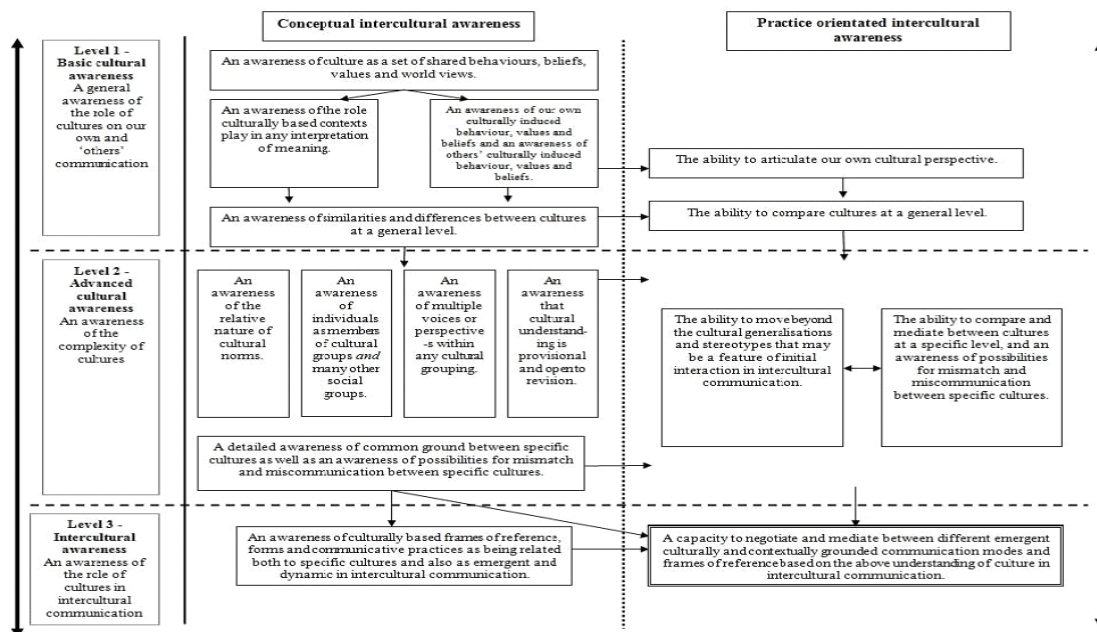 Conceptual intercultural awareness
Practice orientated intercultural
awareness
Level 1 -
Basic cultural
awareness
A general
awareness of
the role of
cultures on our
own and
‘others’
communication
An awareness of culture as a set of shared behaviours, beliefs,
values and world views.
An awareness of the role
culturally based contexts
play in any interpretation
of meaning.
An awareness of our own
culturally induced
behaviour, values and
beliefs and an awareness of
others’ culturally induced
behaviour, values and
beliefs.
The ability to articulate our own cultural perspective.
An awareness of similarities and differences between cultures
at a general level.
The ability to compare cultures at a general level.
Level 2 -
Advanced
cultural
awareness
An awareness
of the
complexity of
cultures
An
awareness
of the
relative
nature of
cultural
norms.
An
awareness
of
individuals
as members
of cultural
groups and
many other
social
groups.
An
awareness
of multiple
voices or
perspective
-s within
any cultural
grouping.
An
awareness
that
cultural
understand-
ing is
provisional
and open to
revision.
The ability to move beyond
the cultural generalisations
and stereotypes that may
be a feature of initial
interaction in intercultural
communication.
The ability to compare and
mediate between cultures
at a specific level, and an
awareness of possibilities
for mismatch and
miscommunication
between specific cultures.
A detailed awareness of common ground between specific
cultures as well as an awareness of possibilities for mismatch
and miscommunication between specific cultures.
Level 3 -
Intercultural
awareness
An awareness
of the role of
cultures in
intercultural
communication
An awareness of culturally based frames of reference,
forms and communicative practices as being related
both to specific cultures and also as emergent and
dynamic in intercultural communication.
A capacity to negotiate and mediate between different emergent
culturally and contextually grounded communication modes and
frames of reference based on the above understanding of culture in
intercultural communication.